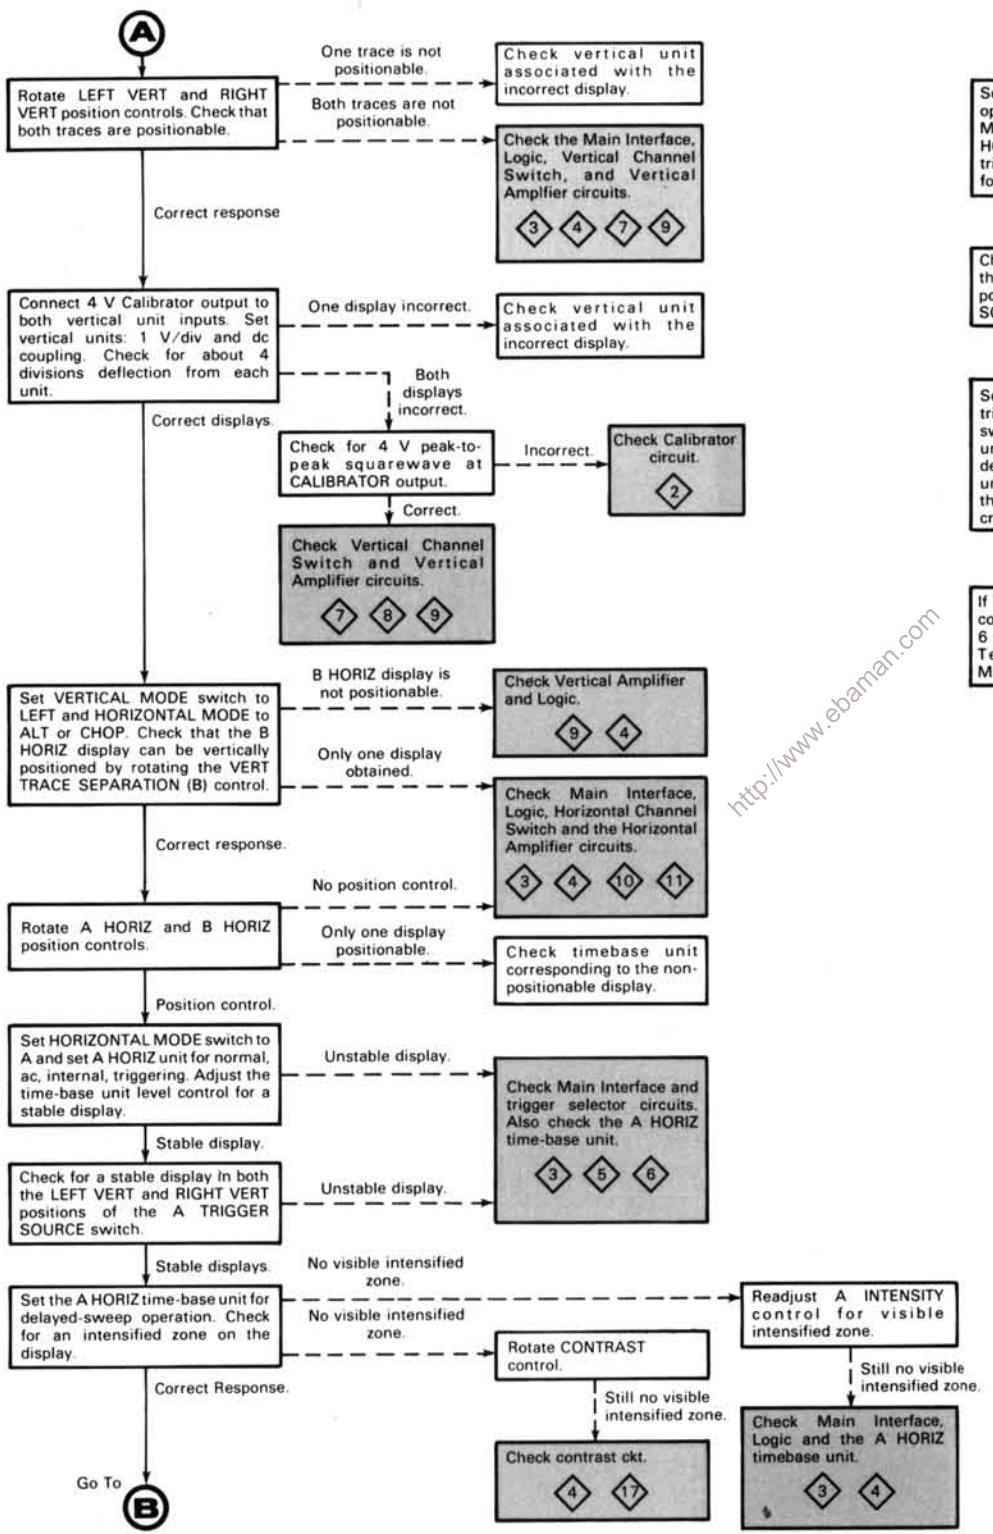 A
Rotate LEFT VERT and RIGHT
VERT position controls. Check that
both traces are positionable.
One trace is not
positionable.
Check vertical unit
associated with the
incorrect display.
Both traces are not
positionable.
Check the Main Interface,
Logic, Vertical Channel
Switch, and Vertical
Amplfier circuits.
3 4 7 9
Correct response
Connect 4 V Calibrator output to
both vertical unit inputs. Set
vertical units: 1 V/div and dc
coupling. Check for about 4
divisions deflection from each
unit.
One display incorrect.
Check vertical unit
associated with the
incorrect display.
Both
displays
incorrect.
Correct displays.
Check for 4 V peak-to-
peak squarewave at
CALIBRATOR output.
Incorrect.
Check Calibrator
circuit.
2
Correct.
Check Vertical Channel
Switch and Vertical
Amplifier circuits.
7 8 9
Set VERTICAL MODE switch to
LEFT and HORIZONTAL MODE to
ALT or CHOP. Check that the B
HORIZ display can be vertically
positioned by rotating the VERT
TRACE SEPARATION (B) control.
B HORIZ display is
not positionable.
Check Vertical Amplifier
and Logic.
9 4
Only one display
obtained.
Check Main Interface,
Logic, Horizontal Channel
Switch and the Horizontal
Amplifier circuits.
3 4 10 11
Correct response.
Rotate A HORIZ and B HORIZ
position controls.
No position control.
Only one display
positionable.
Check timebase unit
corresponding to the non-
positionable display.
Position control.
Set HORIZONTAL MODE switch to
A and set A HORIZ unit for normal,
ac, internal, triggering. Adjust the
time-base unit level control for a
stable display.
Unstable display.
Check Main Interface and
trigger selector circuits.
Also check the A HORIZ
time-base unit.
3 5 6
Stable display.
Check for a stable display in both
the LEFT VERT and RIGHT VERT
positions of the A TRIGGER
SOURCE switch.
Unstable display.
Stable displays.
Set the A HORIZ time-base unit for
delayed-sweep operation. Check
for an intensified zone on the
display.
No visible intensified
zone.
Readjust A INTENSITY
control for visible
intensified zone.
No visible intensified
zone.
Rotate CONTRAST
control.
Still no visible
intensified zone.
Still no visible
intensified zone.
Check contrast ckt.
4 17
Check Main Interface,
Logic and the A HORIZ
timebase unit.
3 4
Correct Response.
Go To
B
If
6
http://www.ebaman.com